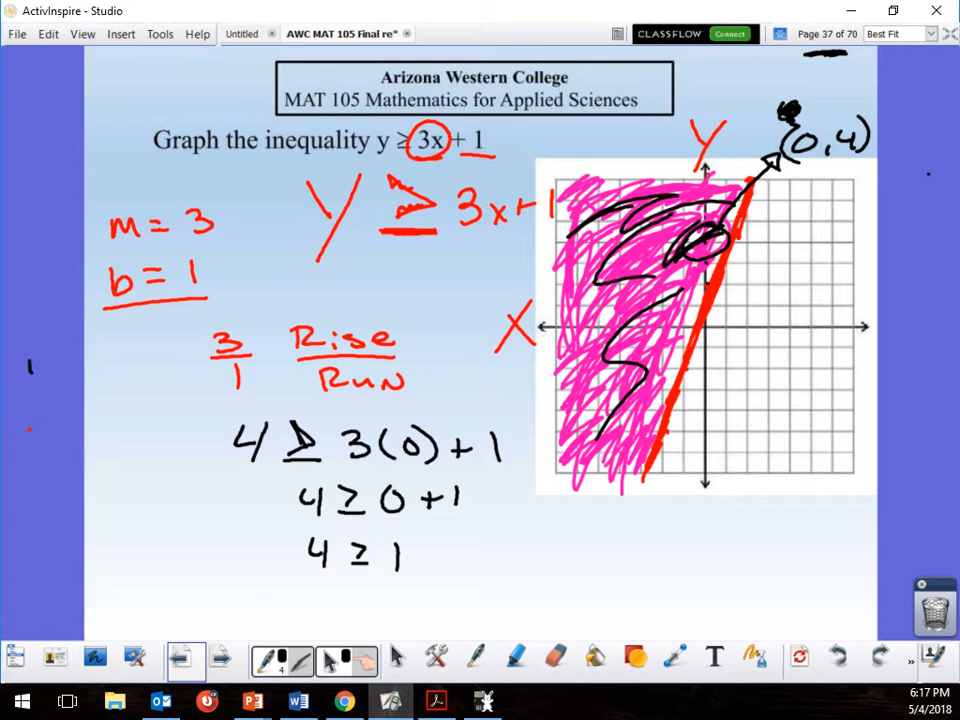 ActivInspire - Studio
File Edit View Insert Tools Help
Untitled
AWC MAT 105 Final re*
CLASSFLOW Connect
Page 37 of 70
Best Fit
Arizona Western College
MAT 105 Mathematics for Applied Sciences
Graph the inequality y ≥ 3x + 1
Y ≥ 3x+1
m = 3
b = 1
3/1 Rise/Run
4 ≥ 3(0) + 1
4 ≥ 0 + 1
4 ≥ 1
Y
(0,4)
X
1
4
T
»
6:17 PM
5/4/2018